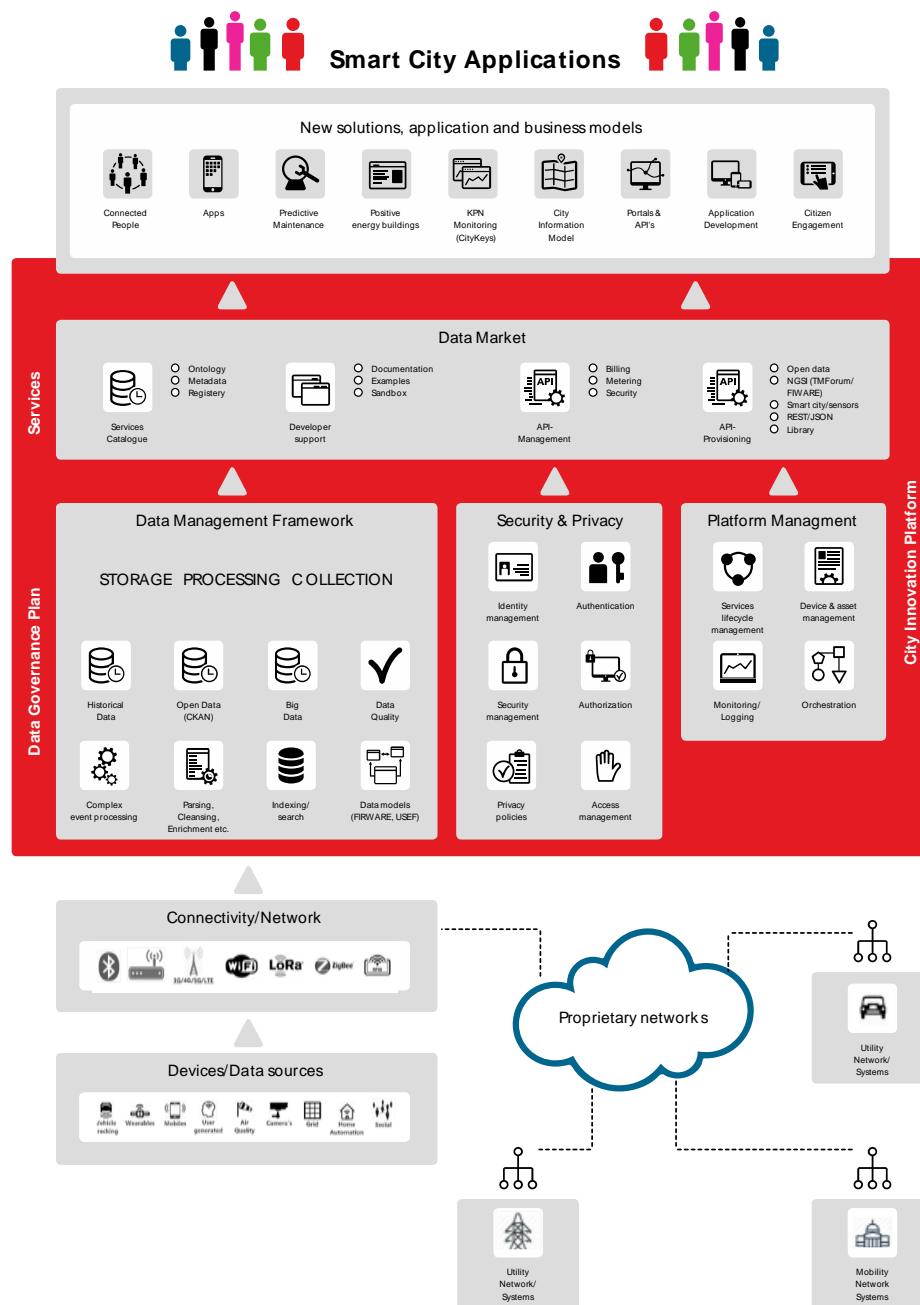 Smart City Applications
New solutions, application and business models
Connected
People
Apps
Predictive
Maintenance
Positive
energy buildings
KPN
Monitoring
(CityKeys)
City
Information
Model
Portals &
API's
Application
Development
Citizen
Engagement
Services
Data Market
Services
Catalogue
Ontology
Metadata
Registery
Developer
support
Documentation
Examples
Sandbox
API
API-
Management
Billing
Metering
Security
API
API-
Provisioning
Open data
NGSI (TMForum/
FIWARE)
Smart city/sensors
REST/JSON
Library
Data Governance Plan
City Innovation Platform
Data Management Framework
STORAGE PROCESSING COLLECTION
Historical
Data
Open Data
(CKAN)
Big
Data
Data
Quality
Complex
event processing
Parsing,
Cleansing,
Enrichment etc.
Indexing/
search
Data models
(FIRWARE, USEF)
Security & Privacy
Identity
management
Authentication
Security
management
Authorization
Privacy
policies
Access
management
Platform Managment
Services
lifecycle
management
Device & asset
management
Monitoring/
Logging
Orchestration
Connectivity/Network
3G/4G/5G/LTE
WiFi
LoRa
ZigBee
Devices/Data sources
Wearables
Mobiles
User
generated
Air
Quality
Camera's
Grid
Home
Automation
Social
Proprietary networks
Utility
Network/
Systems
Utility
Network/
Systems
Mobility
Network
Systems